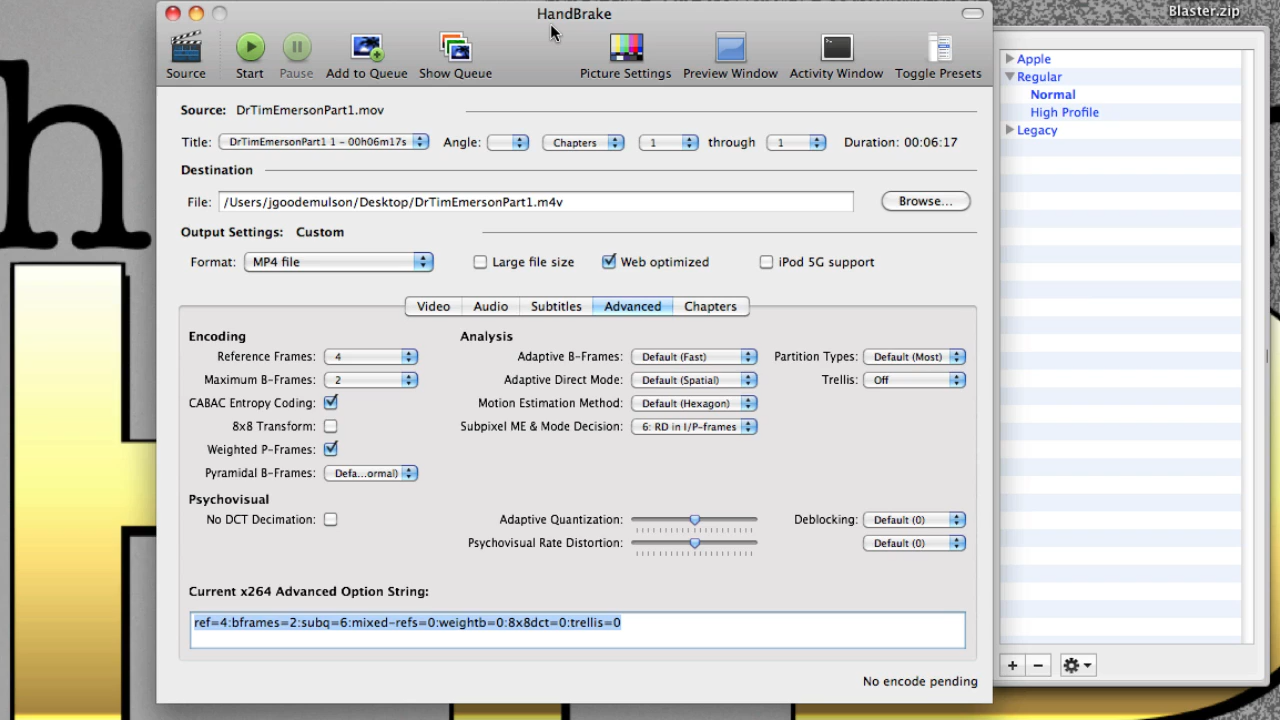 Blaster.zip
HandBrake
Source Start Pause Add to Queue Show Queue Picture Settings Preview Window Activity Window Toggle Presets
Source: DrTimEmersonPart1.mov
Title: DrTimEmersonPart1 1 - 00h06m17s Angle: Chapters 1 through 1 Duration: 00:06:17
Destination
File: /Users/jgoodemulson/Desktop/DrTimEmersonPart1.m4v Browse...
Output Settings: Custom
Format: MP4 file Large file size Web optimized iPod 5G support
Video Audio Subtitles Advanced Chapters
Encoding Analysis
Reference Frames: 4 Adaptive B-Frames: Default (Fast) Partition Types: Default (Most)
Maximum B-Frames: 2 Adaptive Direct Mode: Default (Spatial) Trellis: Off
CABAC Entropy Coding: Motion Estimation Method: Default (Hexagon)
8x8 Transform: Subpixel ME & Mode Decision: 6: RD in I/P-frames
Weighted P-Frames:
Pyramidal B-Frames: Defa...ormal)
Psychovisual
No DCT Decimation: Adaptive Quantization: Deblocking: Default (0)
Psychovisual Rate Distortion: Default (0)
Current x264 Advanced Option String:
ref=4:bframes=2:subq=6:mixed-refs=0:weightb=0:8x8dct=0:trellis=0
No encode pending
Apple
Regular
Normal
High Profile
Legacy
h